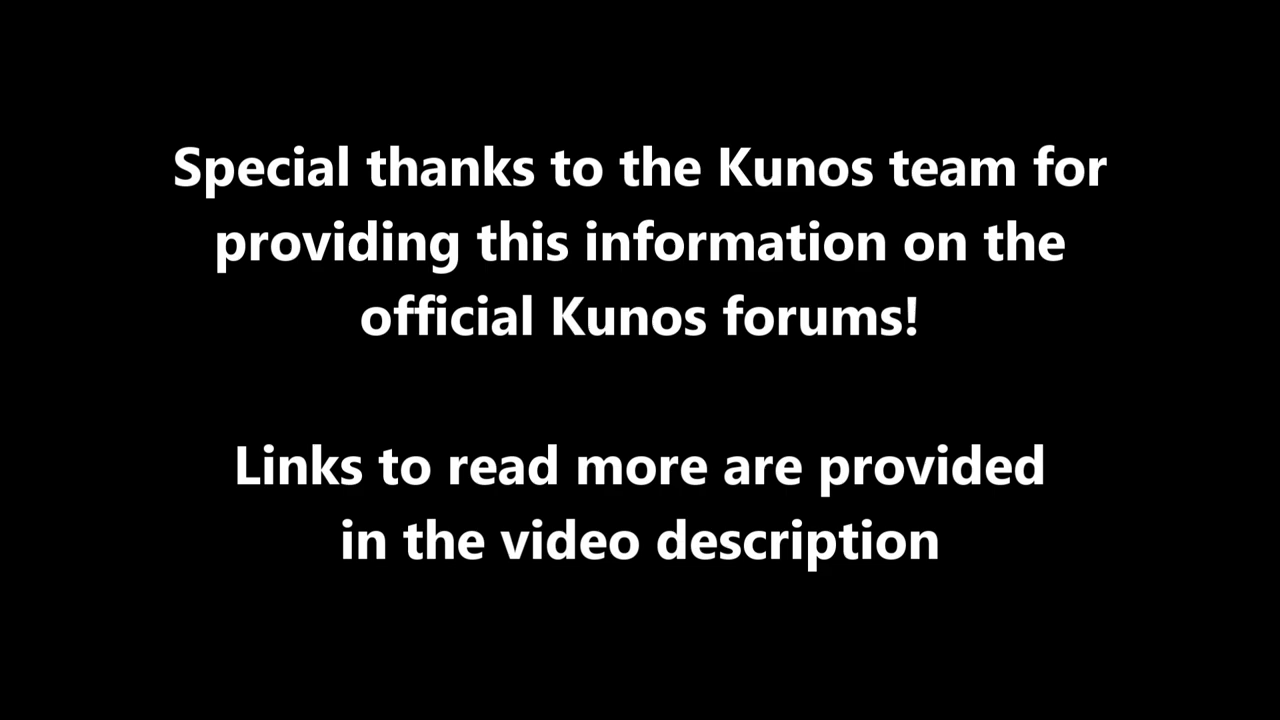 Special thanks to the Kunos team for
providing this information on the
official Kunos forums!
Links to read more are provided
in the video description